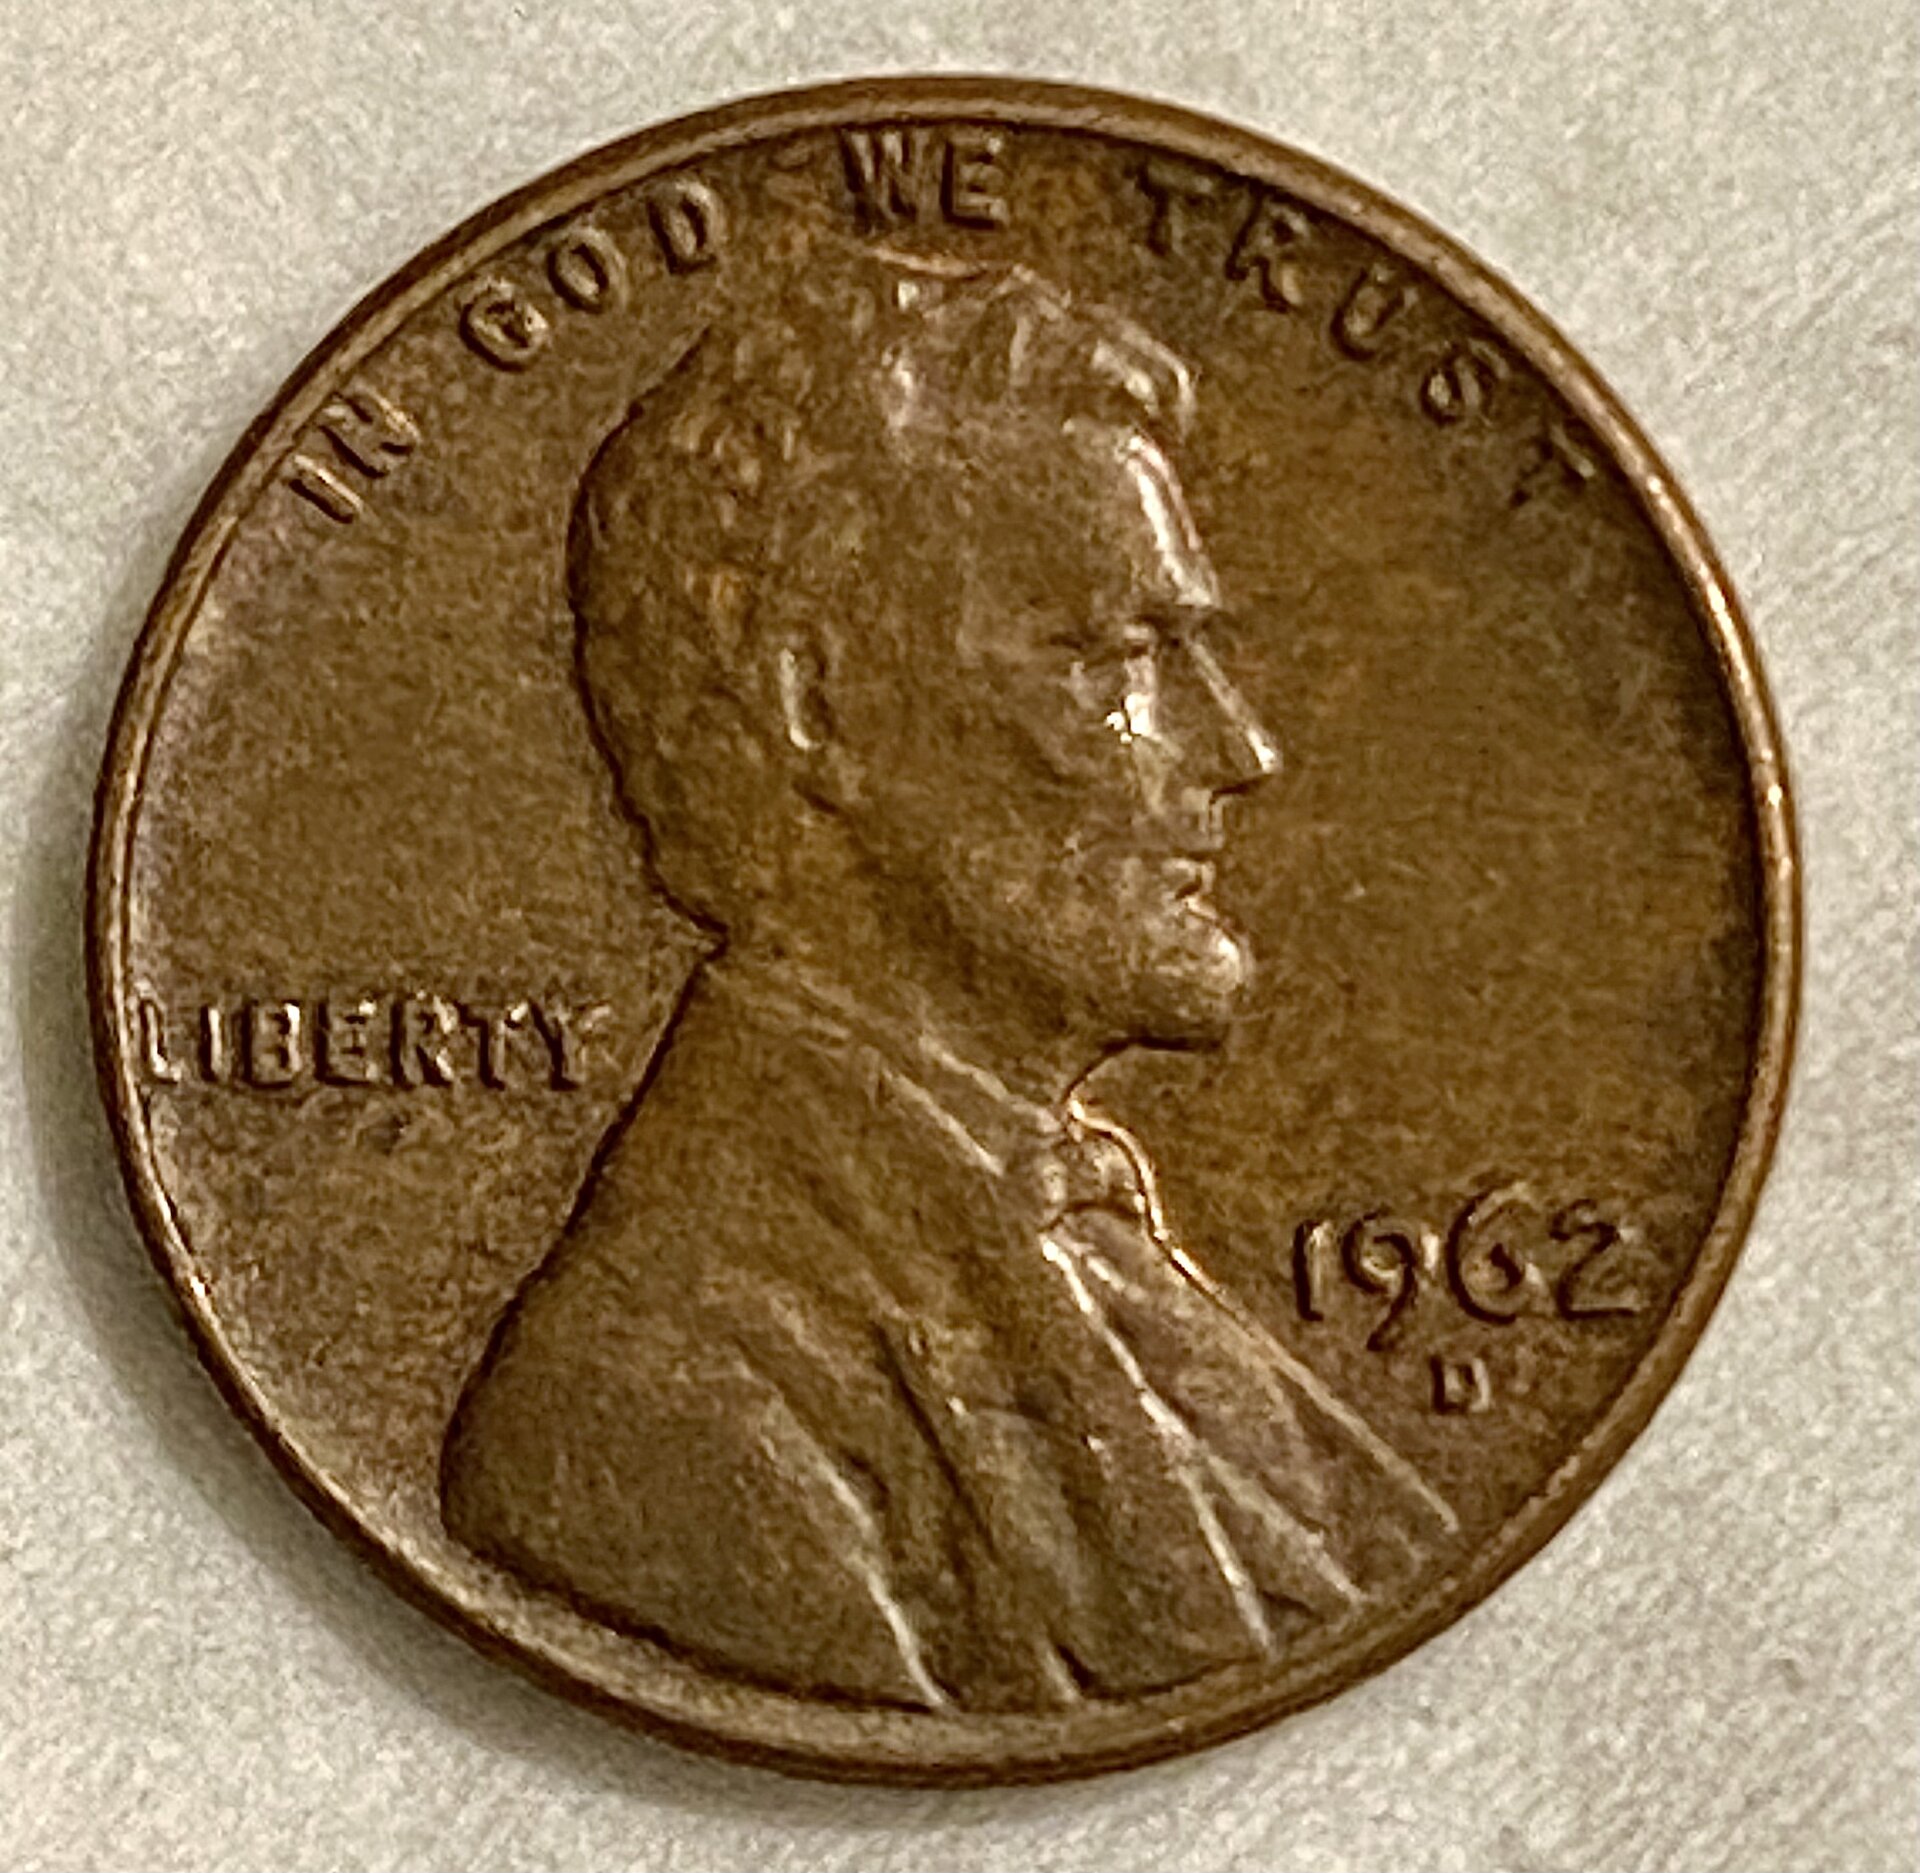 IN GOD WE TRUST
LIBERTY
1962
D